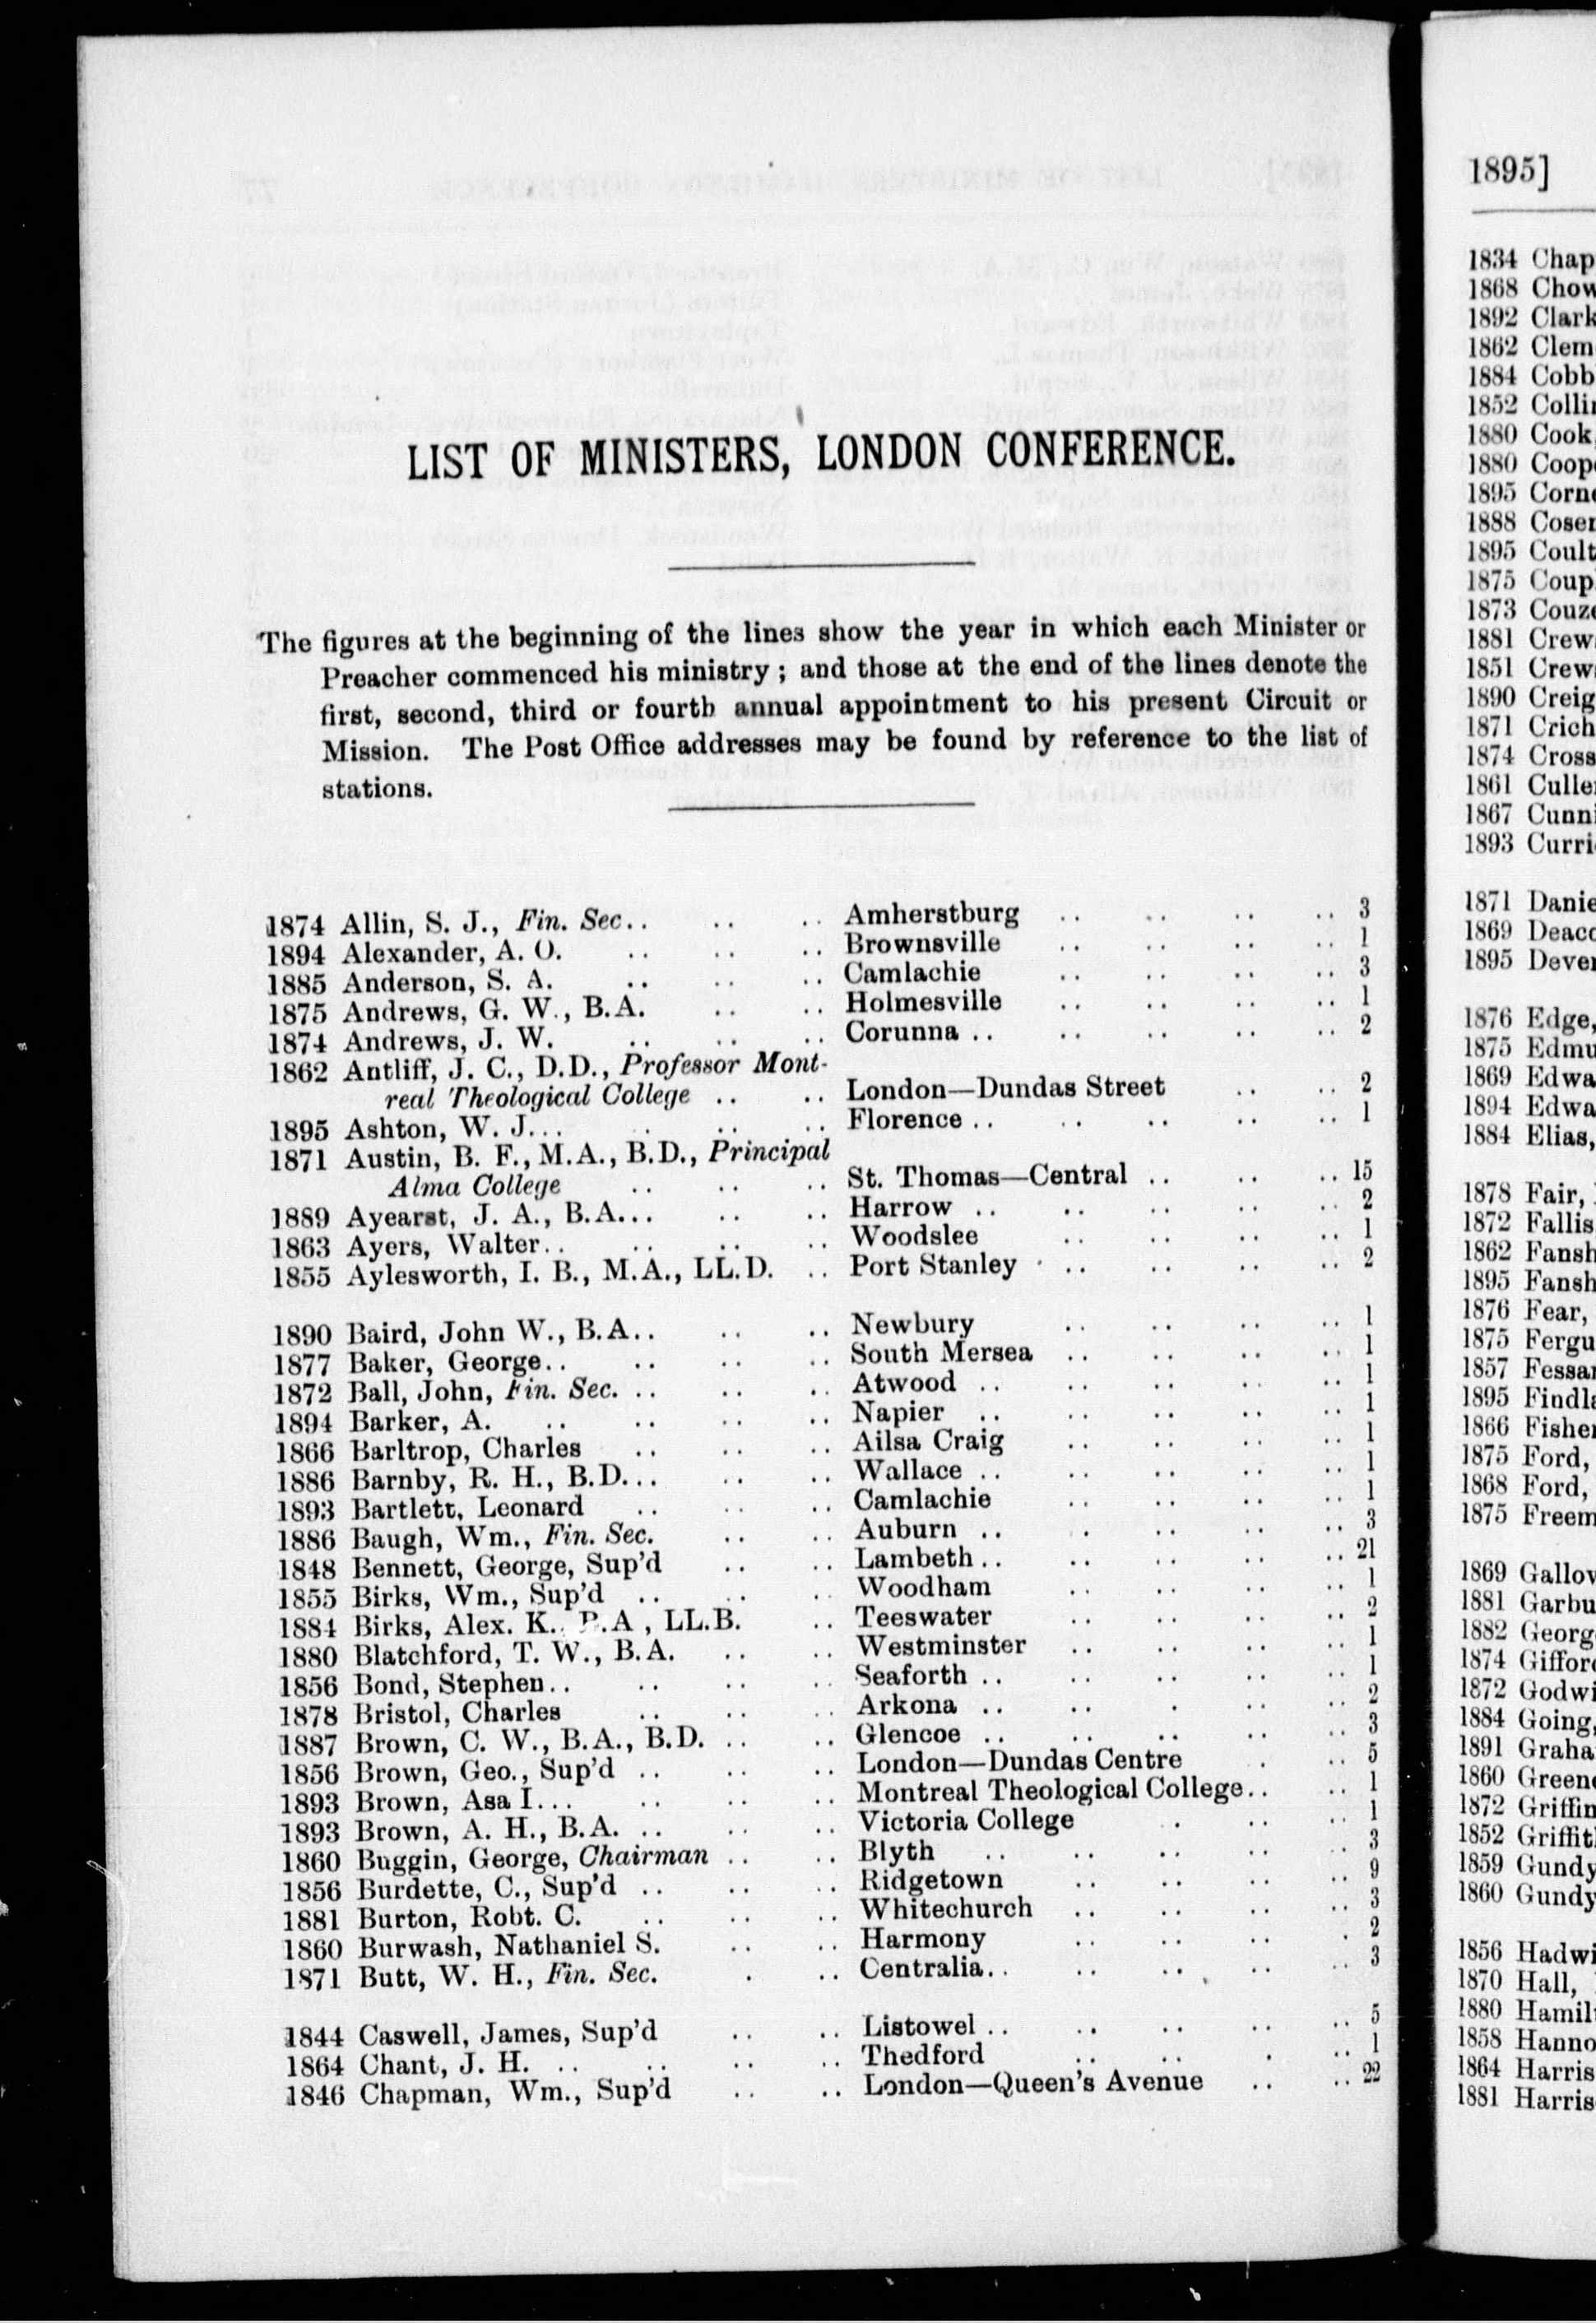 LIST OF MINISTERS, LONDON CONFERENCE.
The figures at the beginning of the lines show the year in which each Minister or
Preacher commenced his ministry; and those at the end of the lines denote the
first, second, third or fourth annual appointment to his present Circuit or
Mission. The Post Office addresses may be found by reference to the list of
stations.
1874 Allin, S. J., Fin. Sec.. .. .. Amherstburg .. .. .. .. 3
1894 Alexander, A. O. .. .. .. Brownsville .. .. .. .. 1
1885 Anderson, S. A. .. .. .. Camlachie .. .. .. .. 3
1875 Andrews, G. W., B.A. .. .. Holmesville .. .. .. .. 1
1874 Andrews, J. W. .. .. .. Corunna .. .. .. .. .. 2
1862 Antliff, J. C., D.D., Professor Mont-
real Theological College .. .. London—Dundas Street .. .. 2
1895 Ashton, W. J... .. .. .. Florence .. .. .. .. .. 1
1871 Austin, B. F., M.A., B.D., Principal
Alma College .. .. .. St. Thomas—Central .. .. .. 15
1889 Ayearst, J. A., B.A... .. .. Harrow .. .. .. .. .. 2
1863 Ayers, Walter.. .. .. .. Woodslee .. .. .. .. 1
1855 Aylesworth, I. B., M.A., LL.D. .. Port Stanley .. .. .. .. 2
1890 Baird, John W., B.A.. .. .. Newbury .. .. .. .. 1
1877 Baker, George.. .. .. .. South Mersea .. .. .. .. 1
1872 Ball, John, Fin. Sec. .. .. .. Atwood .. .. .. .. .. 1
1894 Barker, A. .. .. .. .. Napier .. .. .. .. .. 1
1866 Barltrop, Charles .. .. .. Ailsa Craig .. .. .. .. 1
1886 Barnby, R. H., B.D... .. .. Wallace .. .. .. .. .. 1
1893 Bartlett, Leonard .. .. .. Camlachie .. .. .. .. 1
1886 Baugh, Wm., Fin. Sec. .. .. Auburn .. .. .. .. .. 3
1848 Bennett, George, Sup'd .. .. Lambeth .. .. .. .. .. 21
1855 Birks, Wm., Sup'd .. .. .. Woodham .. .. .. .. 1
1884 Birks, Alex. K., B.A , LL.B. .. Teeswater .. .. .. .. 2
1880 Blatchford, T. W., B.A. .. .. Westminster .. .. .. .. 1
1856 Bond, Stephen.. .. .. .. Seaforth .. .. .. .. .. 1
1878 Bristol, Charles .. .. .. Arkona .. .. . .. .. 2
1887 Brown, C. W., B.A., B.D. .. .. Glencoe .. .. .. .. .. 3
1856 Brown, Geo., Sup'd .. .. .. London—Dundas Centre . .. 5
1893 Brown, Asa I... .. .. .. Montreal Theological College.. .. 1
1893 Brown, A. H., B.A. .. .. .. Victoria College . .. .. 1
1860 Buggin, George, Chairman .. .. Blyth .. .. .. .. .. 3
1856 Burdette, C., Sup'd .. .. .. Ridgetown .. .. .. .. 9
1881 Burton, Robt. C. .. .. .. Whitechurch .. .. .. .. 3
1860 Burwash, Nathaniel S. .. .. Harmony .. .. .. . 2
1871 Butt, W. H., Fin. Sec. . .. Centralia.. .. .. .. .. 3
1844 Caswell, James, Sup'd .. .. Listowel .. .. .. .. .. 5
1864 Chant, J. H. .. .. .. .. Thedford .. .. . .. 1
1846 Chapman, Wm., Sup'd .. .. London—Queen's Avenue .. .. 22
1895]
1834 Chap
1868 Chow
1892 Clark
1862 Clem
1884 Cobb
1852 Colli
1880 Cook
1880 Coop
1895 Corn
1888 Coser
1895 Coult
1875 Coup
1873 Couz
1881 Crew
1851 Crew
1890 Creig
1871 Crich
1874 Cross
1861 Culle
1867 Cunni
1893 Curri
1871 Danie
1869 Deaco
1895 Dever
1876 Edge,
1875 Edmu
1869 Edwa
1894 Edwa
1884 Elias,
1878 Fair,
1872 Fallis
1862 Fansh
1895 Fansh
1876 Fear,
1875 Fergu
1857 Fessa
1895 Findl
1866 Fisher
1875 Ford,
1868 Ford,
1875 Freem
1869 Gallow
1881 Garbu
1882 Georg
1874 Giffor
1872 Godwi
1884 Going,
1891 Graha
1860 Green
1872 Griffin
1852 Griffit
1859 Gundy
1860 Gundy
1856 Hadwi
1870 Hall,
1880 Hamil
1858 Hanno
1864 Harris
1881 Harris